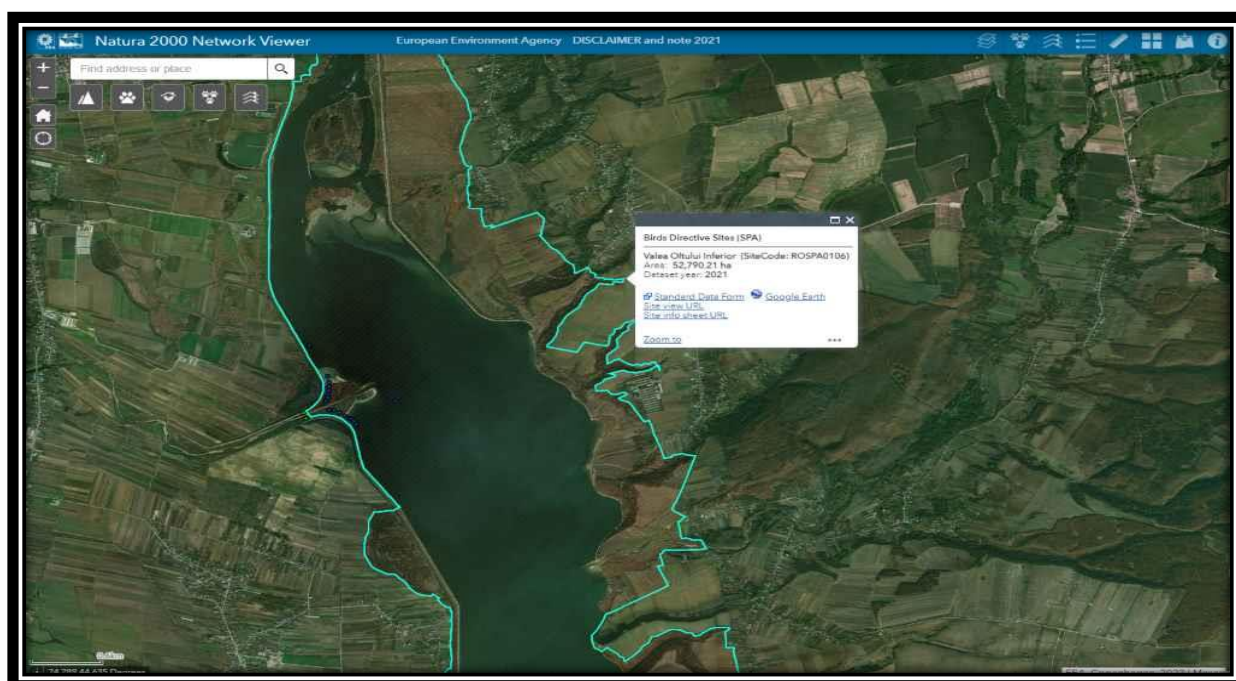 Natura 2000 Network Viewer
European Environment Agency DISCLAIMER and note 2021
Find address or place
Birds Directive Sites (SPA)
Valea Oltului Inferior (SiteCode: ROSPA0106)
Area: 52,790.21 ha
Dataset year: 2021
Standard Data Form Google Earth
Site view URL
Site info sheet URL
Zoom to
Degrees